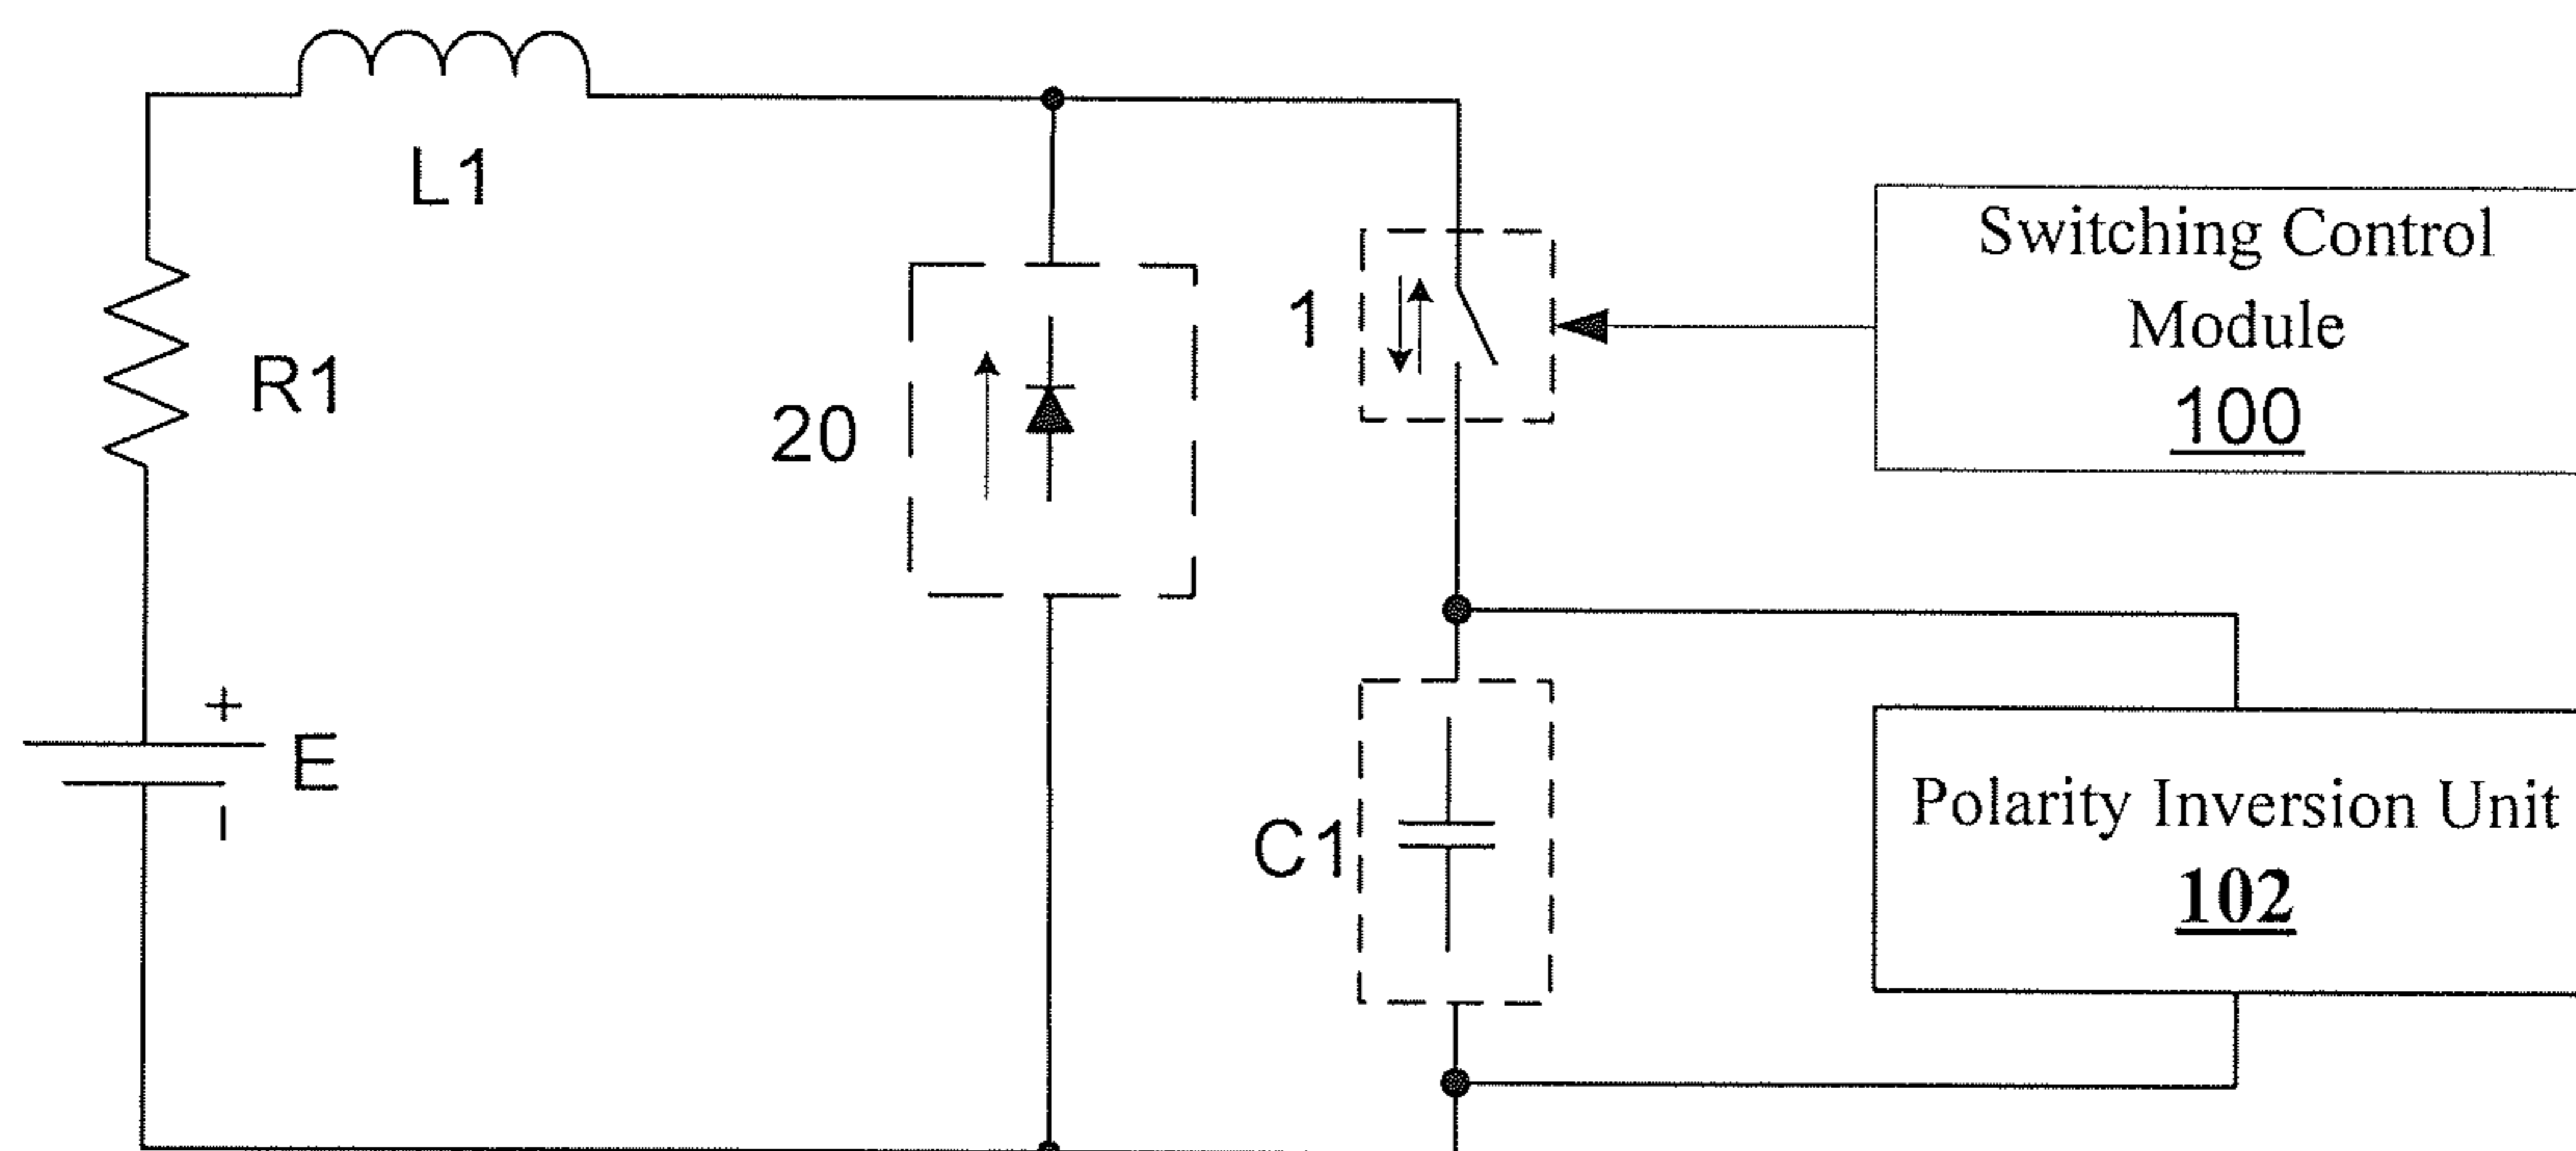 L1
Switching Control
Module
100
1
R1
20
+
E
−
Polarity Inversion Unit
102
C1